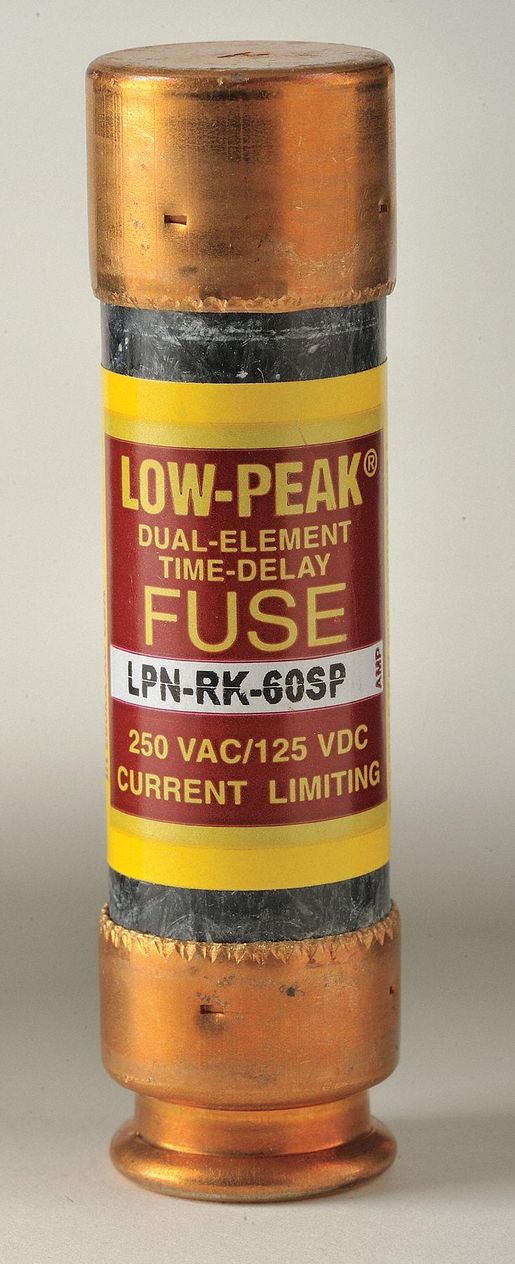 LOW-PEAK®
DUAL-ELEMENT
TIME-DELAY
FUSE
LPN-RK-60SP AMP
250 VAC/125 VDC
CURRENT LIMITING